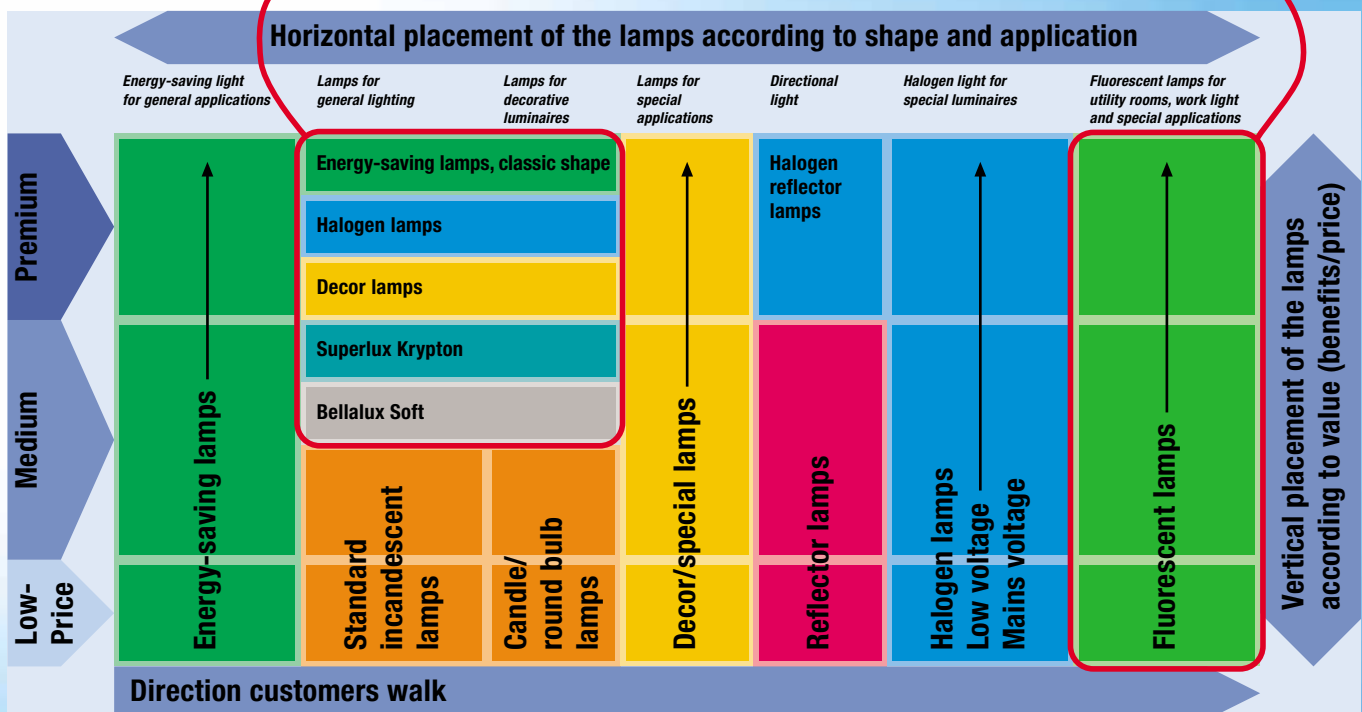 Horizontal placement of the lamps according to shape and application
Energy-saving light
for general applications
Lamps for
general lighting
Lamps for
decorative
luminaires
Lamps for
special
applications
Directional
light
Halogen light for
special luminaires
Fluorescent lamps for
utility rooms, work light
and special applications
Premium
Medium
Low-
Price
Energy-saving lamps
Energy-saving lamps, classic shape
Halogen lamps
Decor lamps
Superlux Krypton
Bellalux Soft
Standard
incandescent
lamps
Candle/
round bulb
lamps
Decor/special lamps
Halogen
reflector
lamps
Reflector lamps
Halogen lamps
Low voltage
Mains voltage
Fluorescent lamps
Vertical placement of the lamps
according to value (benefits/price)
Direction customers walk